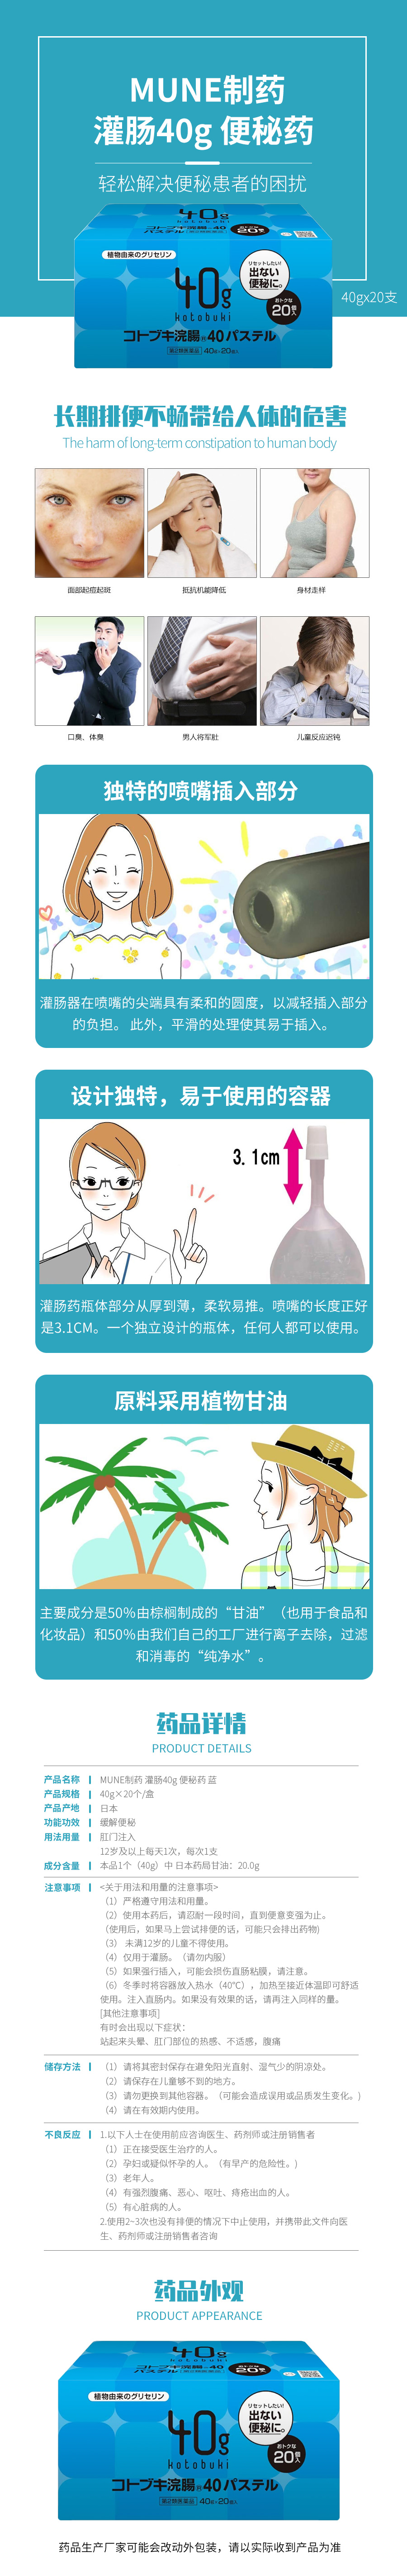 MUNE制药
灌肠40g 便秘药
轻松解决便秘患者的困扰
40g
コトブキ浣腸-40
パステル
植物由来のグリセリン
リセットしたい!
出ない
便秘に。
40g
kotobuki
おトクな
20個入
コトブキ浣腸40パステル
第2類医薬品 40g×20個入
40gx20支
长期排便不畅带给人体的危害
The harm of long-term constipation to human body
面部起痘起斑
抵抗机能降低
身材走样
口臭、体臭
男人将军肚
儿童反应迟钝
独特的喷嘴插入部分
灌肠器在喷嘴的尖端具有柔和的圆度，以减轻插入部分
的负担。 此外，平滑的处理使其易于插入。
设计独特，易于使用的容器
3.1cm
灌肠药瓶体部分从厚到薄，柔软易推。喷嘴的长度正好
是3.1CM。一个独立设计的瓶体，任何人都可以使用。
原料采用植物甘油
主要成分是50%由棕榈制成的“甘油”（也用于食品和
化妆品）和50%由我们自己的工厂进行离子去除，过滤
和消毒的“纯净水”。
药品详情
PRODUCT DETAILS
产品名称 MUNE制药 灌肠40g 便秘药 蓝
产品规格 40g×20个/盒
产品产地 日本
功能功效 缓解便秘
用法用量 肛门注入
12岁及以上每天1次，每次1支
成分含量 本品1个（40g）中 日本药局甘油：20.0g
注意事项 <关于用法和用量的注意事项>
（1）严格遵守用法和用量。
（2）使用本药后，请忍耐一段时间，直到便意变强为止。
（使用后，如果马上尝试排便的话，可能只会排出药物)
（3） 未满12岁的儿童不得使用。
（4）仅用于灌肠。（请勿内服）
（5）如果强行插入，可能会损伤直肠粘膜，请注意。
（6）冬季时将容器放入热水（40℃），加热至接近体温即可舒适
使用。注入直肠内。如果没有效果的话，请再注入同样的量。
[其他注意事项]
有时会出现以下症状：
站起来头晕、肛门部位的热感、不适感，腹痛
储存方法 （1）请将其密封保存在避免阳光直射、湿气少的阴凉处。
（2）请保存在儿童够不到的地方。
（3）请勿更换到其他容器。（可能会造成误用或品质发生变化。)
（4）请在有效期内使用。
不良反应 1.以下人士在使用前应咨询医生、药剂师或注册销售者
（1）正在接受医生治疗的人。
（2）孕妇或疑似怀孕的人。（有早产的危险性。)
（3）老年人。
（4）有强烈腹痛、恶心、呕吐、痔疮出血的人。
（5）有心脏病的人。
2.使用2~3次也没有排便的情况下中止使用，并携带此文件向医
生、药剂师或注册销售者咨询
药品外观
PRODUCT APPEARANCE
40g
kotobuki
コトブキ浣腸-40
パステル
植物由来のグリセリン
リセットしたい!
出ない
便秘に。
40g
kotobuki
おトクな
20個入
コトブキ浣腸40パステル
第2類医薬品 40g×20個入
药品生产厂家可能会改动外包装，请以实际收到产品为准